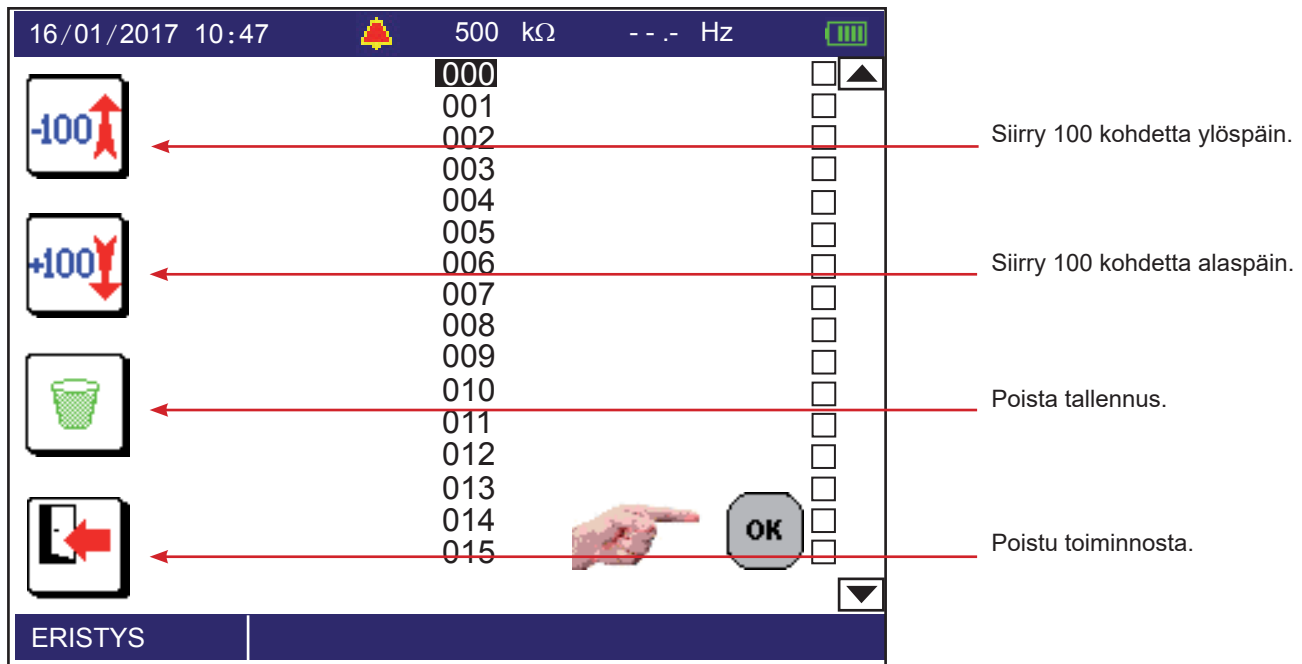 16/01/2017 10:47 500 kΩ - - .- Hz
000
-100
001
002
Siirry 100 kohdetta ylöspäin.
003
004
005
+100
006
Siirry 100 kohdetta alaspäin.
007
008
009
010
Poista tallennus.
011
012
013
014
OK
015
Poistu toiminnosta.
ERISTYS